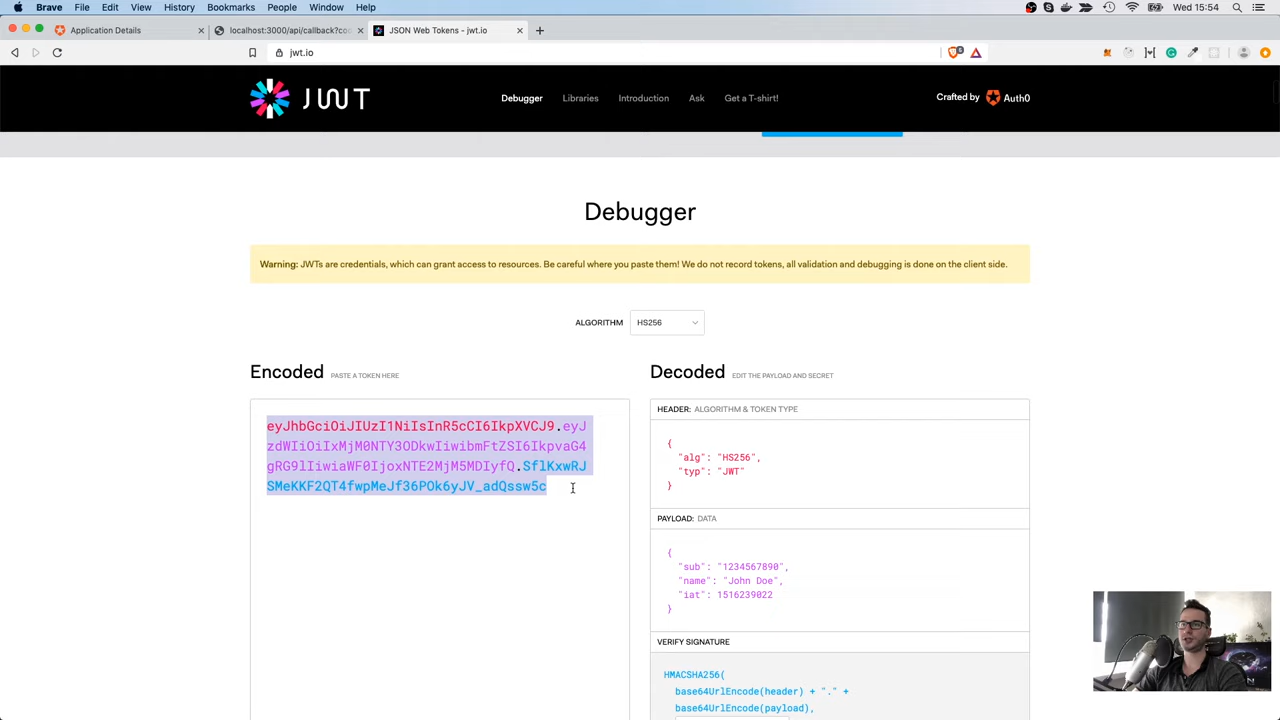 Brave File Edit View History Bookmarks People Window Help
Wed 15:54
Application Details
localhost:3000/api/callback?co
JSON Web Tokens - jwt.io
jwt.io
JWT
Debugger Libraries Introduction Ask Get a T-shirt!
Crafted by Auth0
Debugger
Warning: JWTs are credentials, which can grant access to resources. Be careful where you paste them! We do not record tokens, all validation and debugging is done on the client side.
ALGORITHM HS256
Encoded PASTE A TOKEN HERE
eyJhbGciOiJIUzI1NiIsInR5cCI6IkpXVCJ9.eyJ
zdWIiOiIxMjM0NTY3ODkwIiwibmFtZSI6IkpvaG4
gRG9lIiwiaWF0IjoxNTE2MjM5MDIyfQ.SflKxwRJ
SMeKKF2QT4fwpMeJf36POk6yJV_adQssw5c
Decoded EDIT THE PAYLOAD AND SECRET
HEADER: ALGORITHM & TOKEN TYPE
{
"alg": "HS256",
"typ": "JWT"
}
PAYLOAD: DATA
{
"sub": "1234567890",
"name": "John Doe",
"iat": 1516239022
}
VERIFY SIGNATURE
HMACSHA256(
base64UrlEncode(header) + "." +
base64UrlEncode(payload),